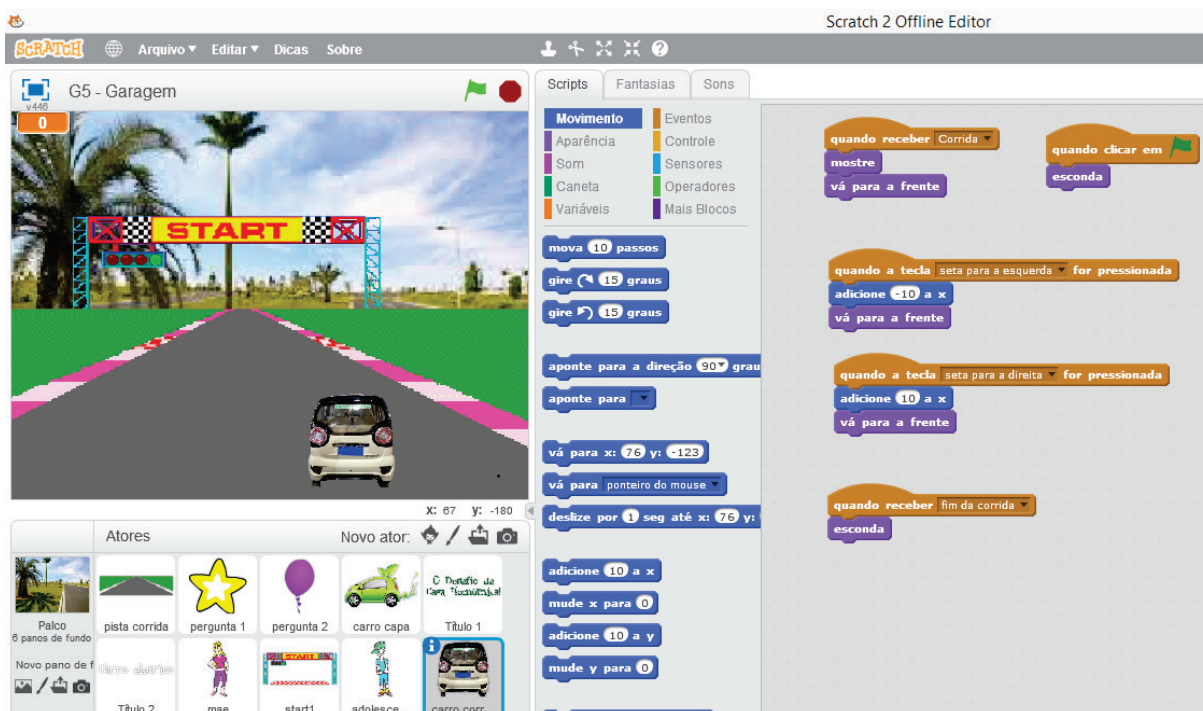 Scratch 2 Offline Editor
SCRATCH
Arquivo Editar Dicas Sobre
v446
G5 - Garagem
0
START
x: 67 y: -180
Atores
Novo ator:
Palco
6 panos de fundo
Novo pano de f
pista corrida
pergunta 1
pergunta 2
carro capa
Título 1
Título 2
mae
start1
adolesce
carro corr
START
Scripts Fantasias Sons
Movimento
Aparência
Som
Caneta
Variáveis
Eventos
Controle
Sensores
Operadores
Mais Blocos
mova 10 passos
gire 15 graus
gire 15 graus
aponte para a direção 90 grau
aponte para
vá para x: 76 y: -123
vá para ponteiro do mouse
deslize por 1 seg até x: 76 y:
adicione 10 a x
mude x para 0
adicione 10 a y
mude y para 0
quando receber Corrida
mostre
vá para a frente
quando clicar em
esconda
quando a tecla seta para a esquerda for pressionada
adicione -10 a x
vá para a frente
quando a tecla seta para a direita for pressionada
adicione 10 a x
vá para a frente
quando receber fim da corrida
esconda